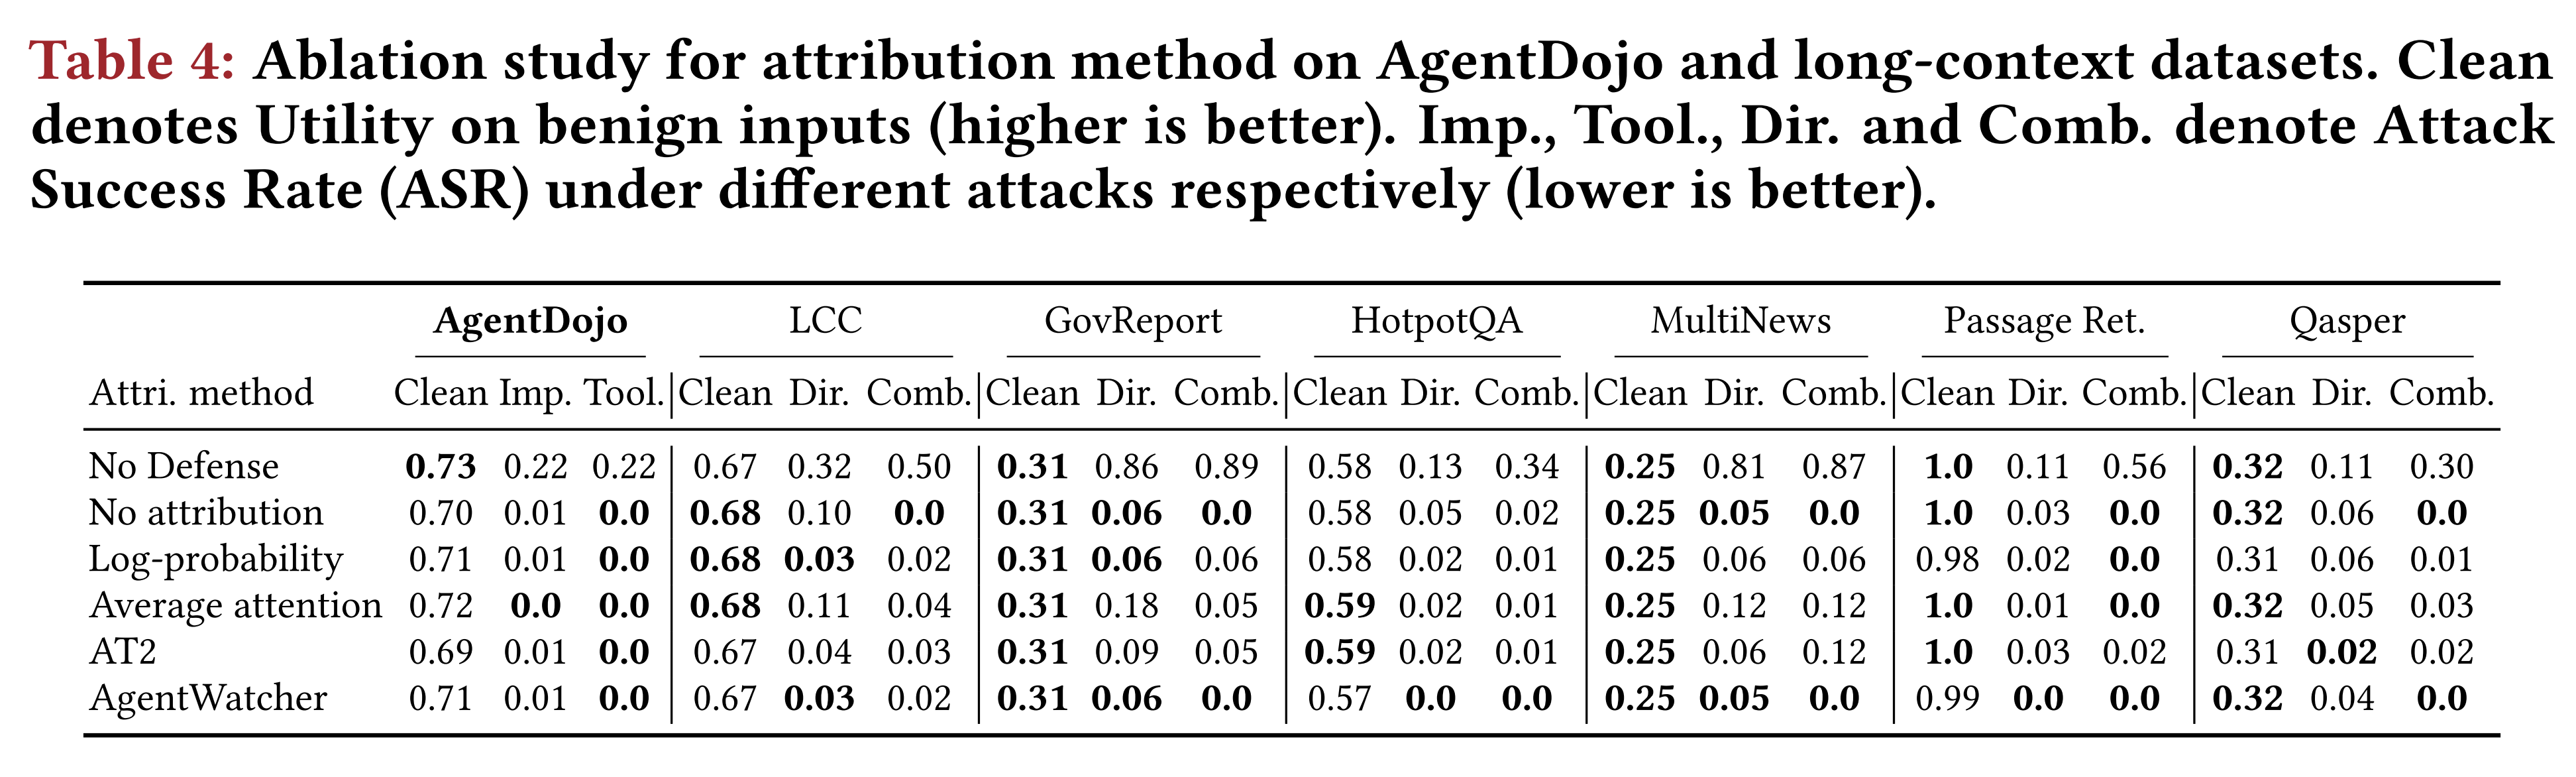 Table 4: Ablation study for attribution method on AgentDojo and long-context datasets. Clean
denotes Utility on benign inputs (higher is better). Imp., Tool., Dir. and Comb. denote Attack
Success Rate (ASR) under different attacks respectively (lower is better).
AgentDojo LCC GovReport HotpotQA MultiNews Passage Ret. Qasper
Attri. method Clean Imp. Tool. Clean Dir. Comb. Clean Dir. Comb. Clean Dir. Comb. Clean Dir. Comb. Clean Dir. Comb. Clean Dir. Comb.
No Defense 0.73 0.22 0.22 0.67 0.32 0.50 0.31 0.86 0.89 0.58 0.13 0.34 0.25 0.81 0.87 1.0 0.11 0.56 0.32 0.11 0.30
No attribution 0.70 0.01 0.0 0.68 0.10 0.0 0.31 0.06 0.0 0.58 0.05 0.02 0.25 0.05 0.0 1.0 0.03 0.0 0.32 0.06 0.0
Log-probability 0.71 0.01 0.0 0.68 0.03 0.02 0.31 0.06 0.06 0.58 0.02 0.01 0.25 0.06 0.06 0.98 0.02 0.0 0.31 0.06 0.01
Average attention 0.72 0.0 0.0 0.68 0.11 0.04 0.31 0.18 0.05 0.59 0.02 0.01 0.25 0.12 0.12 1.0 0.01 0.0 0.32 0.05 0.03
AT2 0.69 0.01 0.0 0.67 0.04 0.03 0.31 0.09 0.05 0.59 0.02 0.01 0.25 0.06 0.12 1.0 0.03 0.02 0.31 0.02 0.02
AgentWatcher 0.71 0.01 0.0 0.67 0.03 0.02 0.31 0.06 0.0 0.57 0.0 0.0 0.25 0.05 0.0 0.99 0.0 0.0 0.32 0.04 0.0